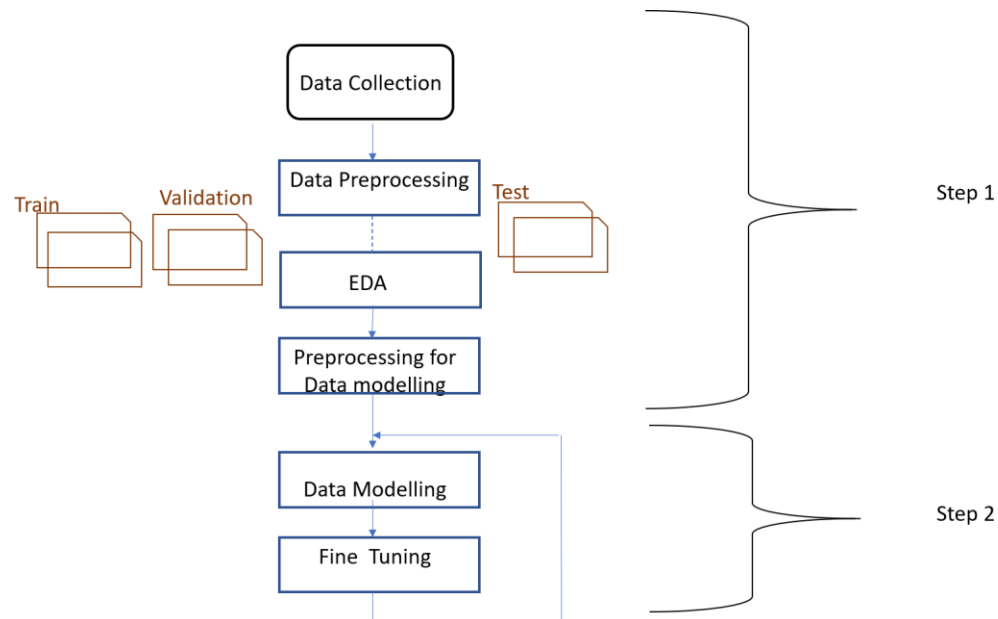 Data Collection
Step 1
Data Preprocessing
Train
Validation
Test
EDA
Preprocessing for
Data modelling
Data Modelling
Step 2
Fine Tuning